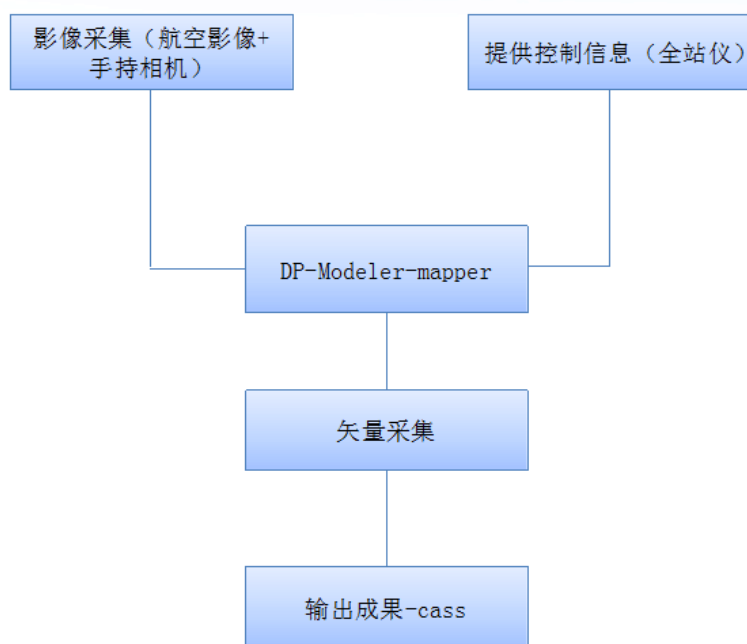 影像采集（航空影像+
手持相机）
提供控制信息（全站仪）
DP-Modeler-mapper
矢量采集
输出成果-cass